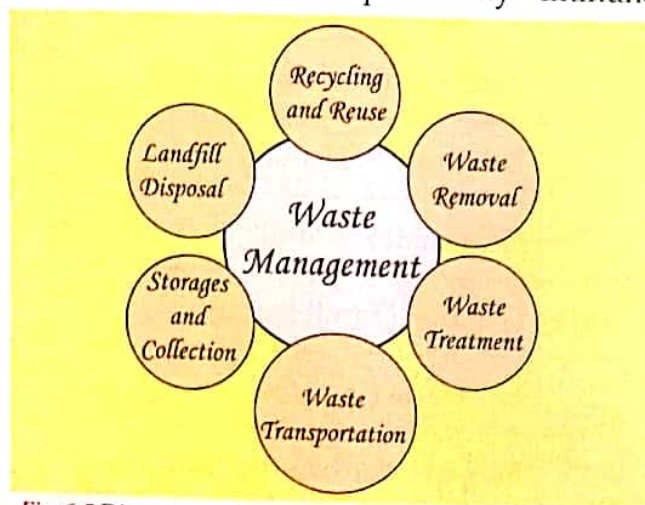 Recycling
and Reuse
Landfill
Disposal
Waste
Removal
Waste
Management
Storages
and
Collection
Waste
Treatment
Waste
Transportation